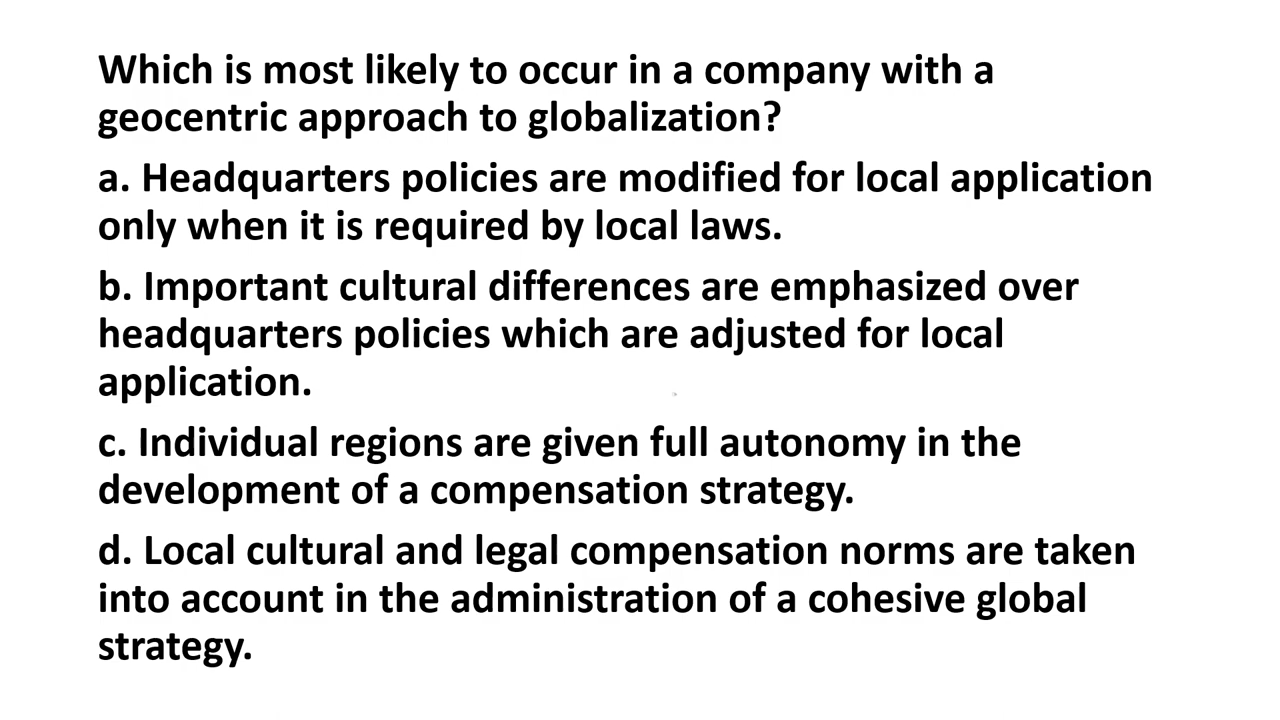 Which is most likely to occur in a company with a
geocentric approach to globalization?
a. Headquarters policies are modified for local application
only when it is required by local laws.
b. Important cultural differences are emphasized over
headquarters policies which are adjusted for local
application.
c. Individual regions are given full autonomy in the
development of a compensation strategy.
d. Local cultural and legal compensation norms are taken
into account in the administration of a cohesive global
strategy.